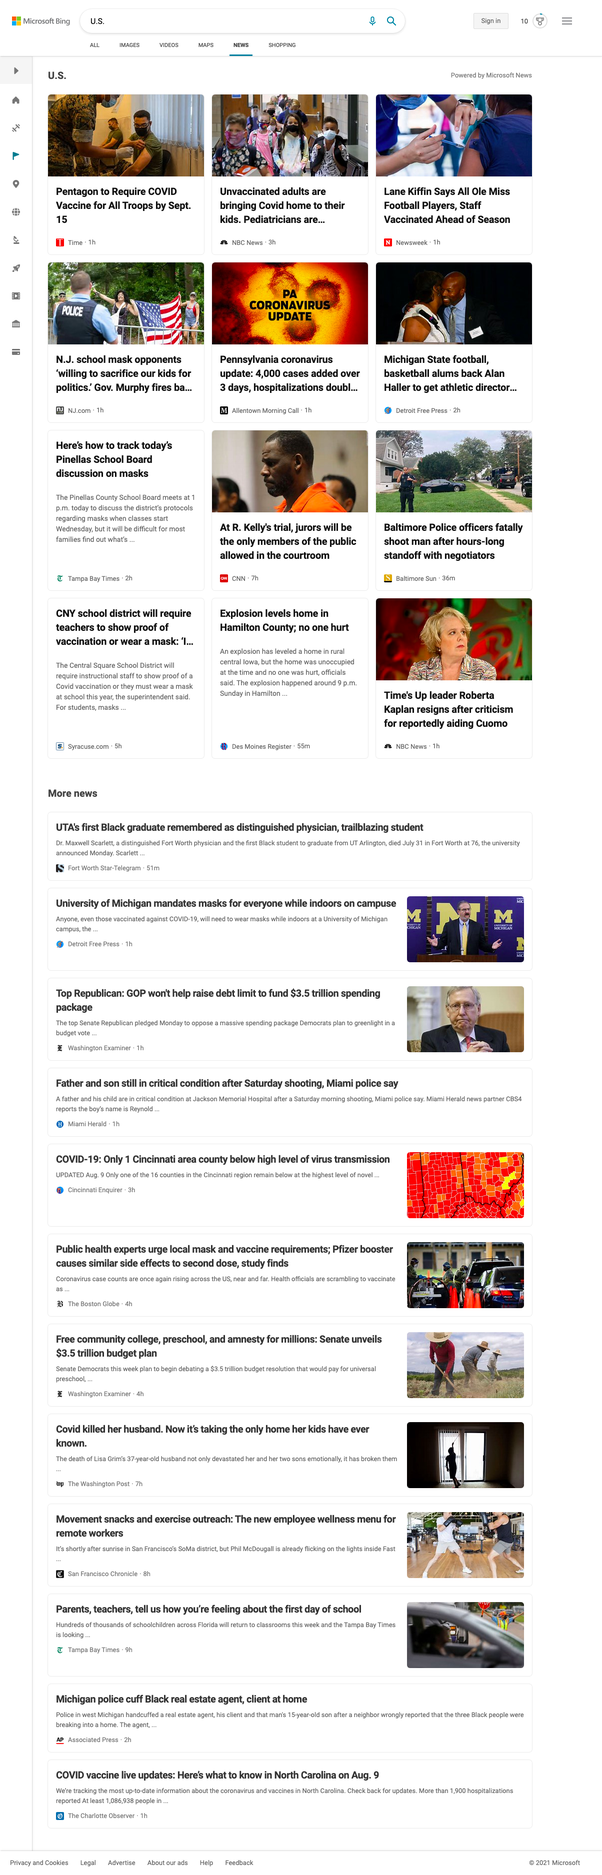 Microsoft Bing
U.S.
Sign in
10
ALL
IMAGES
VIDEOS
MAPS
NEWS
SHOPPING
U.S.
Powered by Microsoft News
Pentagon to Require COVID
Vaccine for All Troops by Sept.
15
Time · 1h
Unvaccinated adults are
bringing Covid home to their
kids. Pediatricians are...
NBC News · 3h
Lane Kiffin Says All Ole Miss
Football Players, Staff
Vaccinated Ahead of Season
Newsweek · 1h
POLICE
N.J. school mask opponents
‘willing to sacrifice our kids for
politics.’ Gov. Murphy fires ba...
NJ.com · 1h
PA
CORONAVIRUS
UPDATE
Pennsylvania coronavirus
update: 4,000 cases added over
3 days, hospitalizations doubl...
Allentown Morning Call · 1h
Michigan State football,
basketball alums back Alan
Haller to get athletic director...
Detroit Free Press · 2h
Here’s how to track today’s
Pinellas School Board
discussion on masks
The Pinellas County School Board meets at 1
p.m. today to discuss the district’s protocols
regarding masks when classes start
Wednesday, but it will be difficult for most
families find out what’s ...
Tampa Bay Times · 2h
At R. Kelly's trial, jurors will be
the only members of the public
allowed in the courtroom
CNN · 7h
Baltimore Police officers fatally
shoot man after hours-long
standoff with negotiators
Baltimore Sun · 36m
CNY school district will require
teachers to show proof of
vaccination or wear a mask: ‘I...
The Central Square School District will
require instructional staff to show proof of a
Covid vaccination or they must wear a mask
at school this year, the superintendent said.
For students, masks ...
Syracuse.com · 5h
Explosion levels home in
Hamilton County; no one hurt
An explosion has leveled a home in rural
central Iowa, but the home was unoccupied
at the time and no one was hurt, officials
said. The explosion happened around 9 p.m.
Sunday in Hamilton ...
Des Moines Register · 55m
Time's Up leader Roberta
Kaplan resigns after criticism
for reportedly aiding Cuomo
NBC News · 1h
More news
UTA's first Black graduate remembered as distinguished physician, trailblazing student
Dr. Maxwell Scarlett, a distinguished Fort Worth physician and the first Black student to graduate from UT Arlington, died July 31 in Fort Worth at 76, the university
announced Monday. Scarlett ...
Fort Worth Star-Telegram · 51m
University of Michigan mandates masks for everyone while indoors on campus
Anyone, even those vaccinated against COVID-19, will need to wear masks while indoors at a University of Michigan
campus, the ...
Detroit Free Press · 1h
Top Republican: GOP won't help raise debt limit to fund $3.5 trillion spending
package
The top Senate Republican pledged Monday to oppose a massive spending package Democrats plan to greenlight in a
budget vote ...
Washington Examiner · 1h
Father and son still in critical condition after Saturday shooting, Miami police say
A father and his child are in critical condition at Jackson Memorial Hospital after a Saturday morning shooting, Miami police say. Miami Herald news partner CBS4
reports the boy’s name is Reynold ...
Miami Herald · 1h
COVID-19: Only 1 Cincinnati area county below high level of virus transmission
UPDATED Aug. 9 Only one of the 16 counties in the Cincinnati region remain below at the highest level of novel ...
Cincinnati Enquirer · 3h
Public health experts urge local mask and vaccine requirements; Pfizer booster
causes similar side effects to second dose, study finds
Coronavirus case counts are once again rising across the US, near and far. Health officials are scrambling to vaccinate
as ...
The Boston Globe · 4h
Free community college, preschool, and amnesty for millions: Senate unveils
$3.5 trillion budget plan
Senate Democrats this week plan to begin debating a $3.5 trillion budget resolution that would pay for universal
preschool, ...
Washington Examiner · 4h
Covid killed her husband. Now it’s taking the only home her kids have ever
known.
The death of Lisa Grim’s 37-year-old husband not only devastated her and her two sons emotionally, it has broken them
...
The Washington Post · 7h
Movement snacks and exercise outreach: The new employee wellness menu for
remote workers
It’s shortly after sunrise in San Francisco’s SoMa district, but Phil McDougall is already flicking on the lights inside Fast
...
San Francisco Chronicle · 8h
Parents, teachers, tell us how you’re feeling about the first day of school
Hundreds of thousands of schoolchildren across Florida will return to classrooms this week and the Tampa Bay Times
is looking ...
Tampa Bay Times · 9h
Michigan police cuff Black real estate agent, client at home
Police in west Michigan handcuffed a real estate agent, his client and that man’s 15-year-old son after a neighbor wrongly reported that the three Black people were
breaking into a home. The agent, ...
Associated Press · 2h
COVID vaccine live updates: Here’s what to know in North Carolina on Aug. 9
We’re tracking the most up-to-date information about the coronavirus and vaccines in North Carolina. Check back for updates. More than 1,900 hospitalizations
reported At least 1,086,938 people in ...
The Charlotte Observer · 1h
Privacy and Cookies
Legal
Advertise
About our ads
Help
Feedback
© 2021 Microsoft